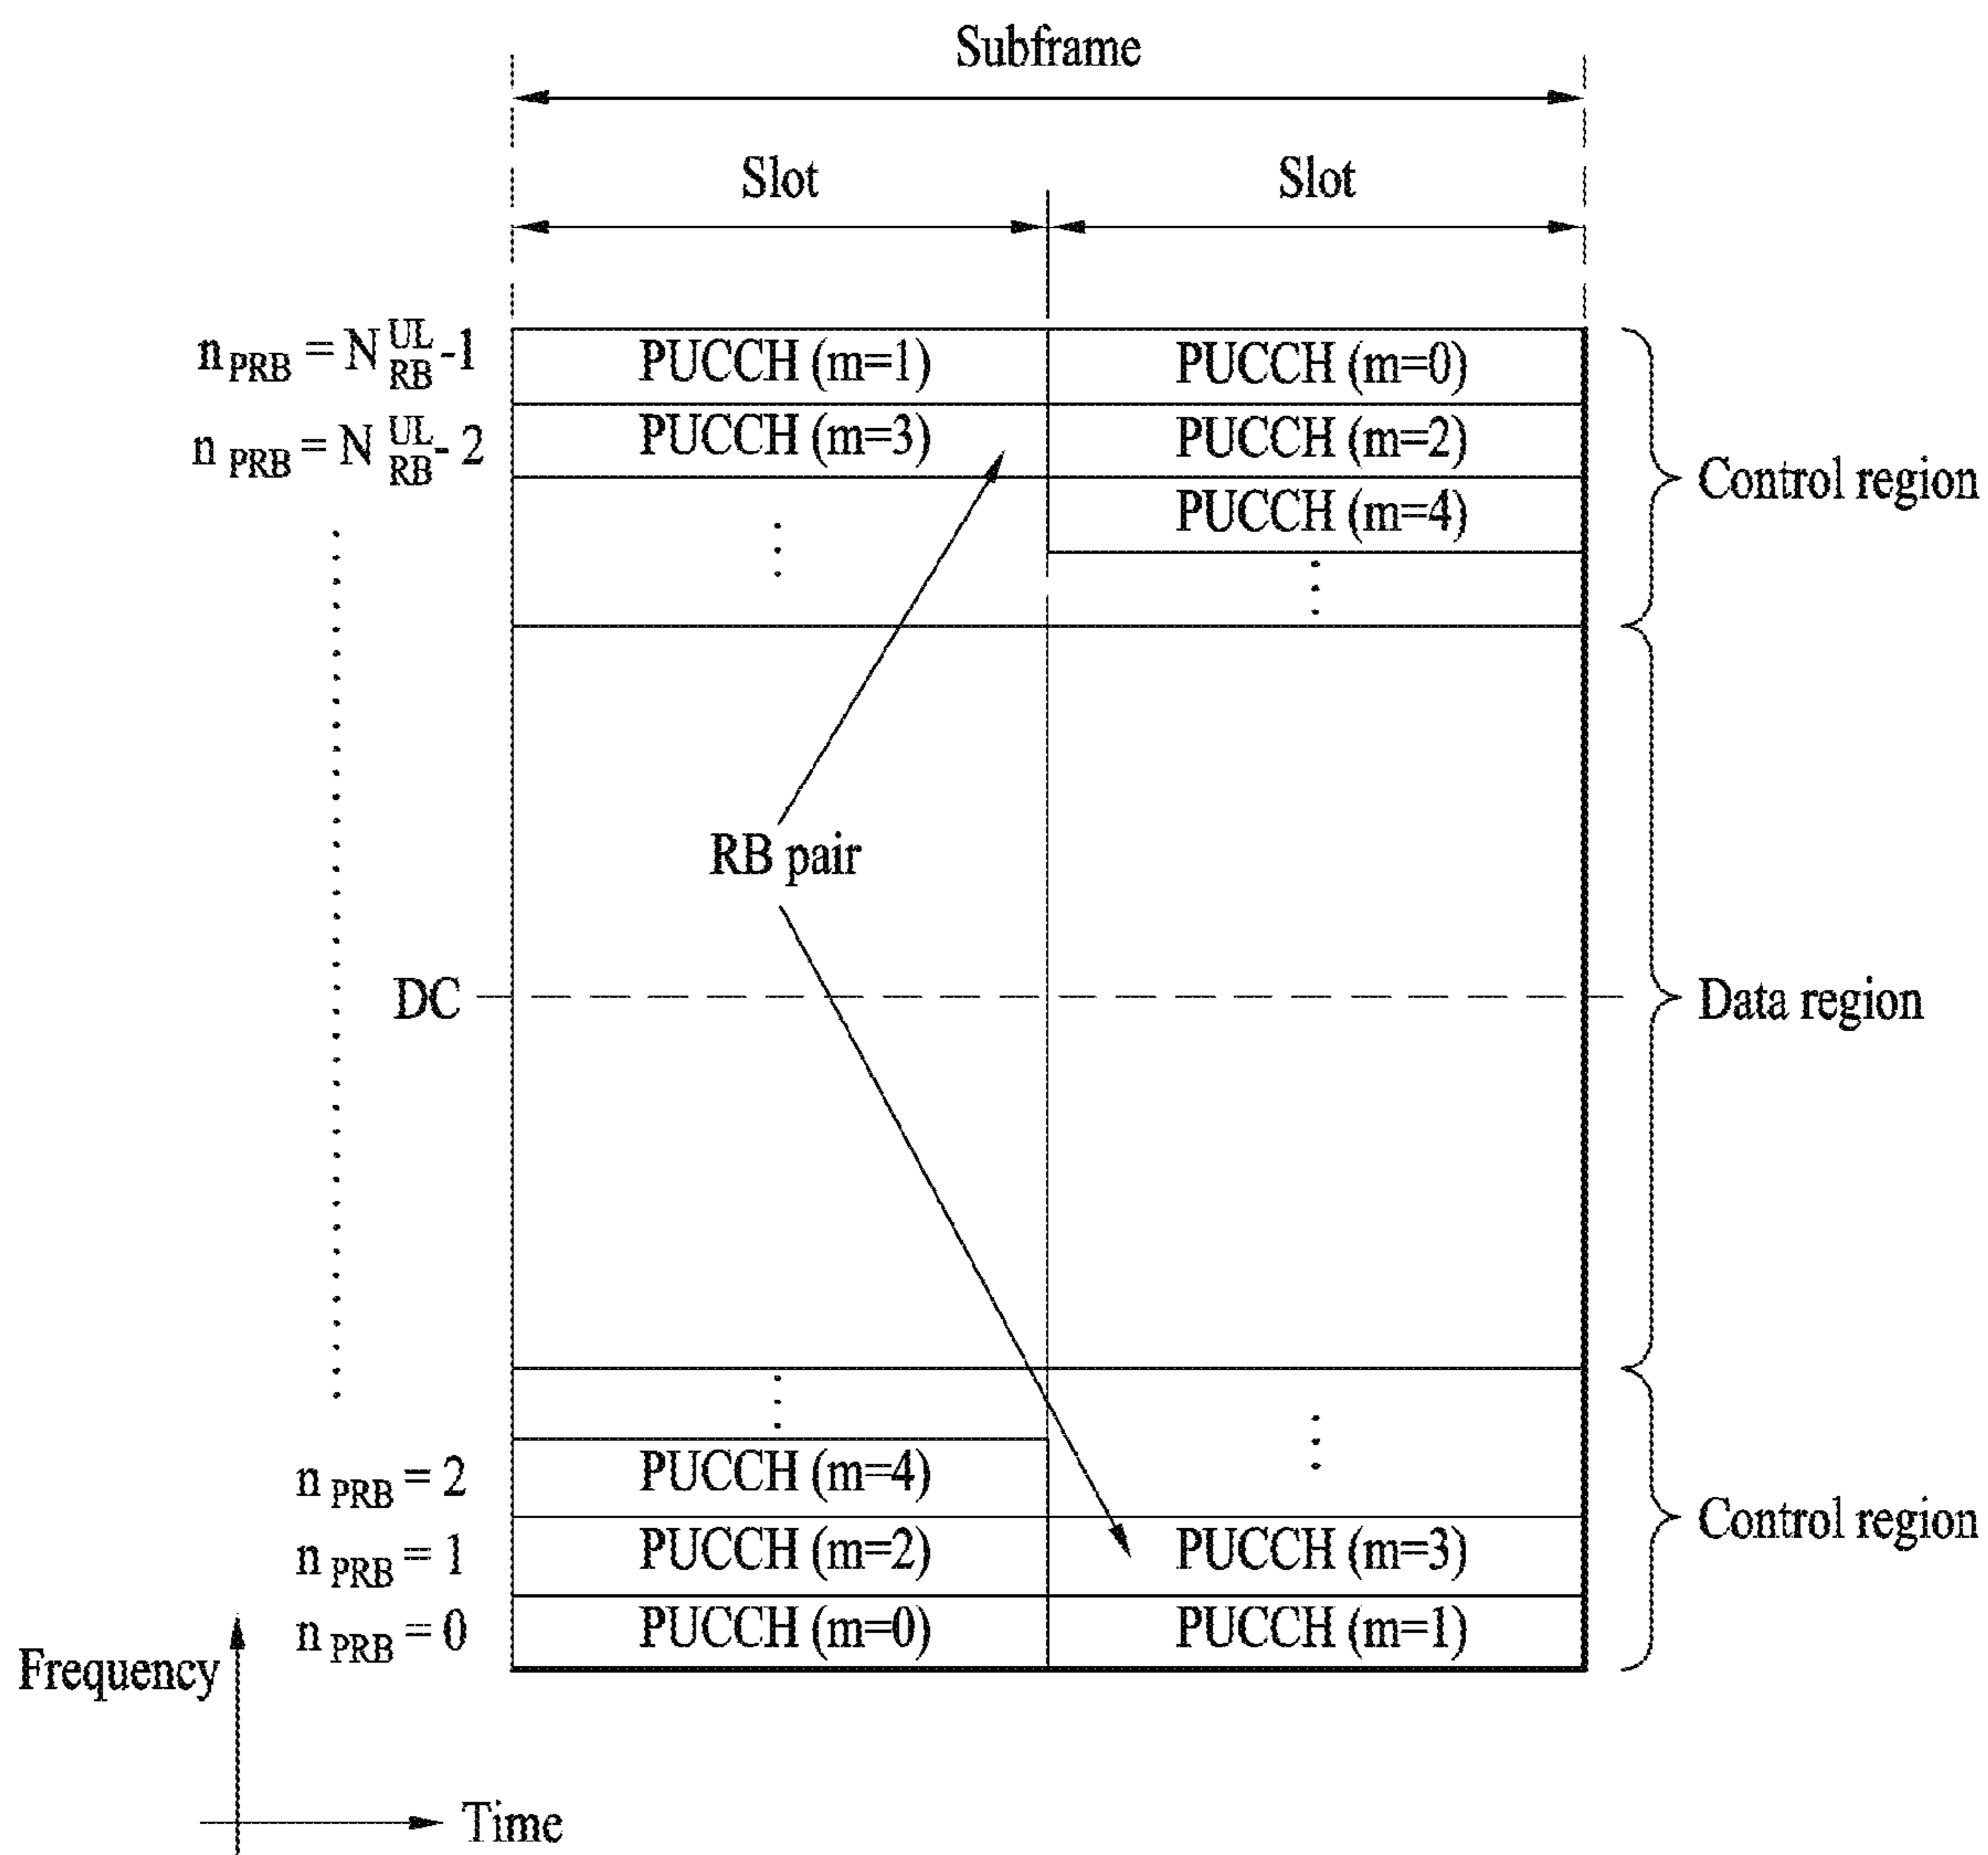 Subframe
Slot Slot
n PRB = N UL RB -1 PUCCH (m=1) PUCCH (m=0)
n PRB = N UL RB - 2 PUCCH (m=3) PUCCH (m=2)
Control region
PUCCH (m=4)
RB pair
DC
Data region
n PRB = 2 PUCCH (m=4)
Control region
n PRB = 1 PUCCH (m=2) PUCCH (m=3)
n PRB = 0 PUCCH (m=0) PUCCH (m=1)
Frequency
Time